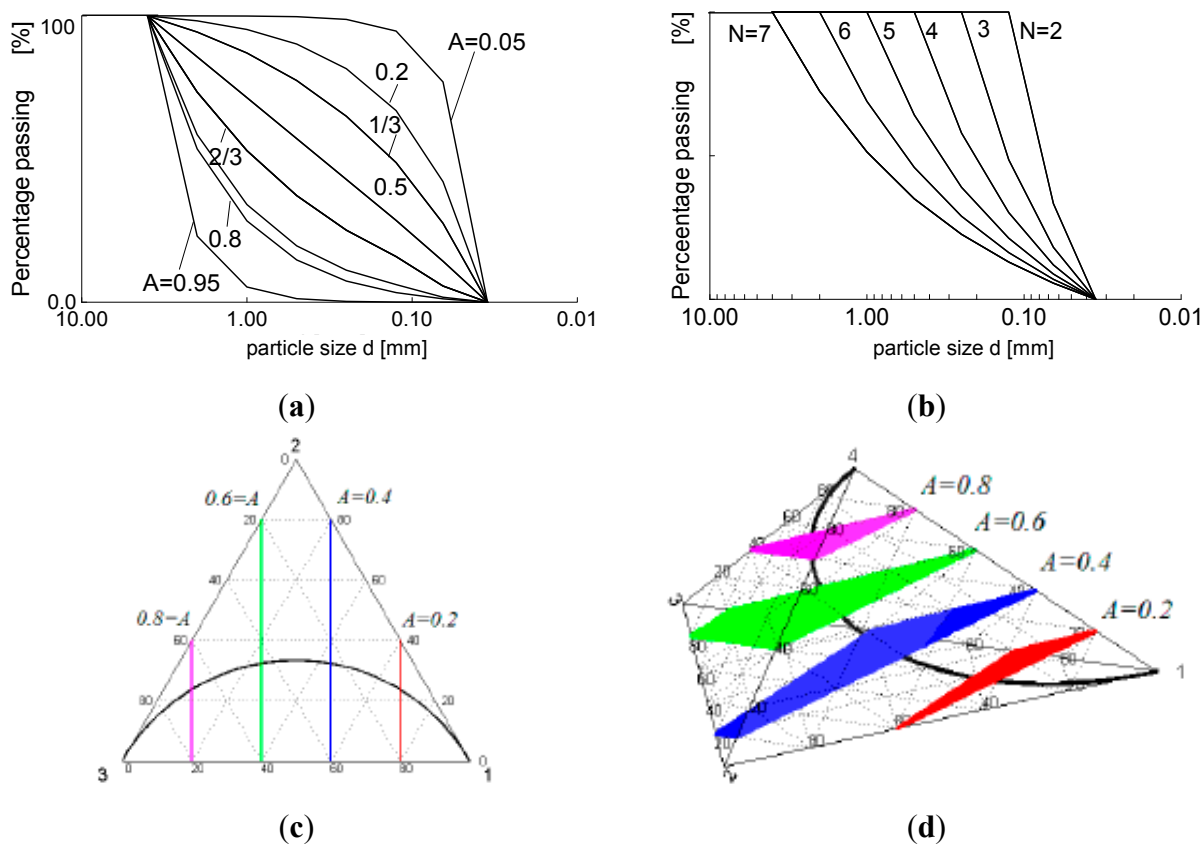 100
[%]
Percentage passing
A=0.05
0.2
1/3
2/3
0.5
0.8
A=0.95
0.0
10.00 1.00 0.10 0.01
particle size d [mm]
(a)
[%]
Perceentage passing
N=7 6 5 4 3 N=2
10.00 1.00 0.10 0.01
particle size d [mm]
(b)
2
0
0.6=A A=0.4
20 80
40 60
0.8=A A=0.2
60 40
80 20
3 0 20 40 60 80 0 1
(c)
4
A=0.8
A=0.6
A=0.4
A=0.2
3
1
2
(d)